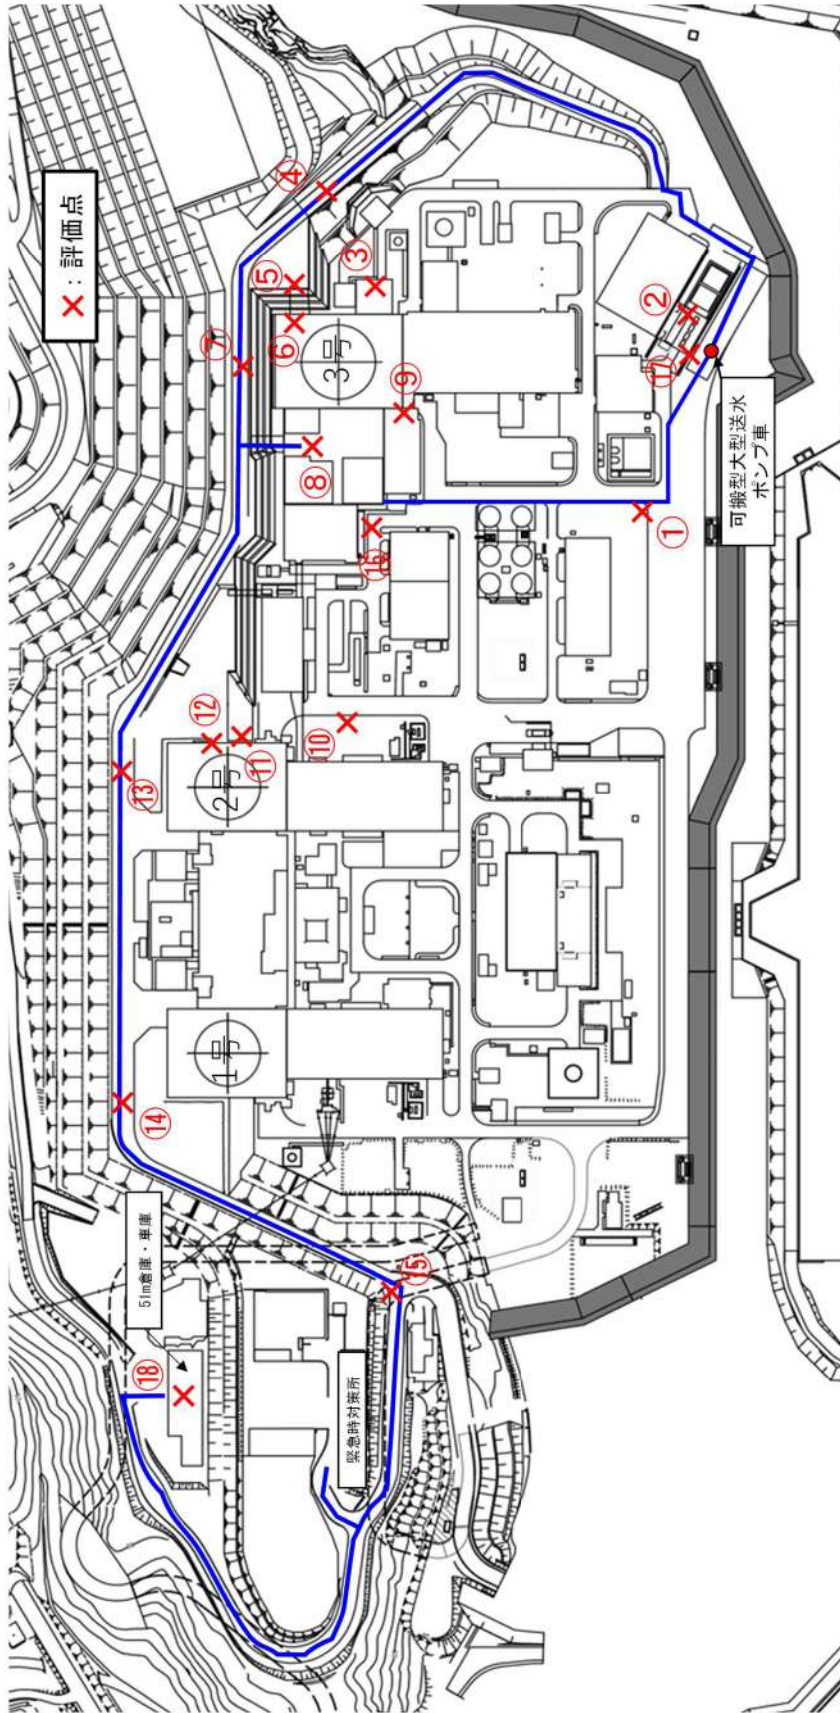 ×：評価点
④
⑤
③
⑦
⑥
3号
⑨
②
⑰
⑧
⑯
①
可搬型大型送水
ポンプ車
⑫
⑪
⑩
2号
⑬
1号
⑭
51m倉庫・車庫
⑮
⑱
緊急時対策所